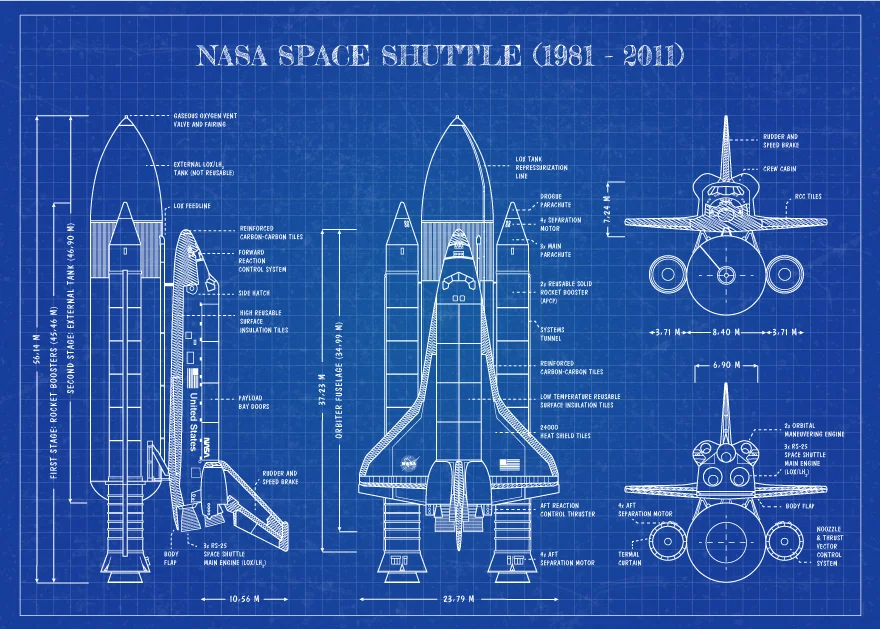 NASA SPACE SHUTTLE (1981 - 2011)
GASEOUS OXYGEN VENT
VALVE AND FAIRING
EXTERNAL LOX/LH₂
TANK (NOT REUSABLE)
LOX FEEDLINE
REINFORCED
CARBON-CARBON TILES
FORWARD
REACTION
CONTROL SYSTEM
SIDE HATCH
HIGH REUSABLE
SURFACE
INSULATION TILES
PAYLOAD
BAY DOORS
United States
NASA
RUDDER AND
SPEED BRAKE
BODY
FLAP
3x RS-25
SPACE SHUTTLE
MAIN ENGINE (LOX/LH₂)
56,14 M
FIRST STAGE: ROCKET BOOSTERS (45,46 M)
SECOND STAGE: EXTERNAL TANK (46,90 M)
10,56 M
LOX TANK
REPRESSURIZATION
LINE
DROGUE
PARACHUTE
4x SEPARATION
MOTOR
3x MAIN
PARACHUTE
2x REUSABLE SOLID
ROCKET BOOSTER
(APCP)
SYSTEMS
TUNNEL
REINFORCED
CARBON-CARBON TILES
LOW TEMPERATURE REUSABLE
SURFACE INSULATION TILES
24000
HEAT SHIELD TILES
AFT REACTION
CONTROL THRUSTER
4x AFT
SEPARATION MOTOR
NASA
37,23 M
ORBITER FUSELAGE (34,99 M)
23,79 M
RUDDER AND
SPEED BRAKE
CREW CABIN
RCC TILES
7,24 M
3,71 M
8,40 M
3,71 M
6,90 M
2x ORBITAL
MANEUVERING ENGINE
3x RS-25
SPACE SHUTTLE
MAIN ENGINE
(LOX/LH₂)
BODY FLAP
4x AFT
SEPARATION MOTOR
TERMAL
CURTAIN
NOOZZLE
& THRUST
VECTOR
CONTROL
SYSTEM